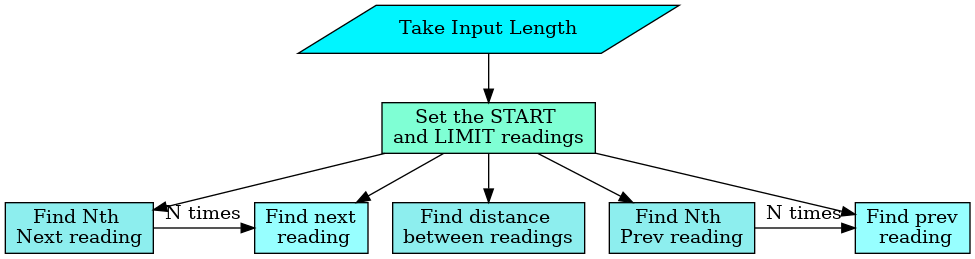 Take Input Length
Set the START
and LIMIT readings
Find Nth
Next reading
N times
Find next
reading
Find distance
between readings
Find Nth
Prev reading
N times
Find prev
reading